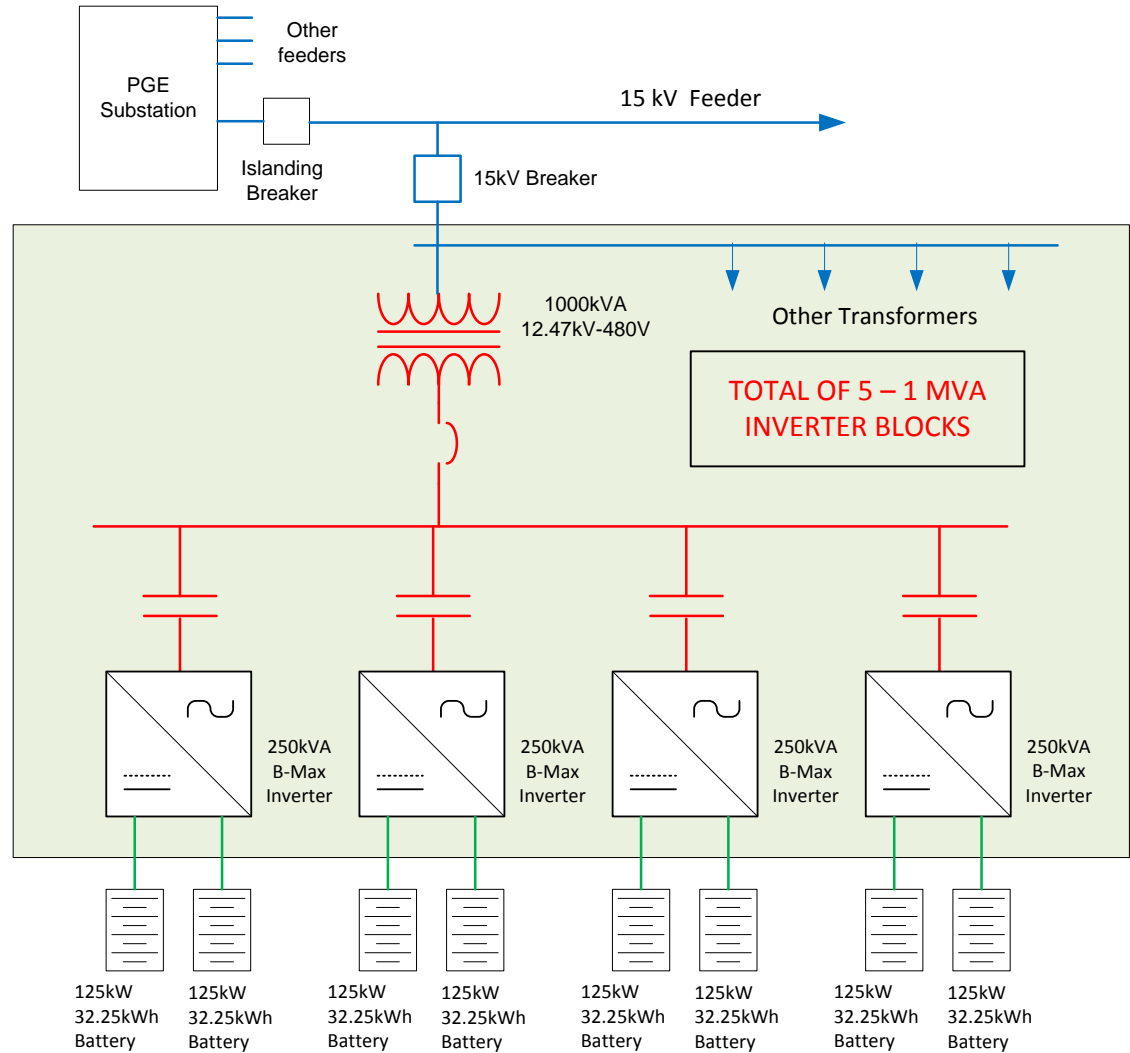 Other
feeders
PGE
Substation
15 kV  Feeder
Islanding
Breaker
15kV Breaker
1000kVA
12.47kV-480V
Other Transformers
TOTAL OF 5 – 1 MVA
INVERTER BLOCKS
250kVA
B-Max
Inverter
250kVA
B-Max
Inverter
250kVA
B-Max
Inverter
250kVA
B-Max
Inverter
125kW
32.25kWh
Battery
125kW
32.25kWh
Battery
125kW
32.25kWh
Battery
125kW
32.25kWh
Battery
125kW
32.25kWh
Battery
125kW
32.25kWh
Battery
125kW
32.25kWh
Battery
125kW
32.25kWh
Battery